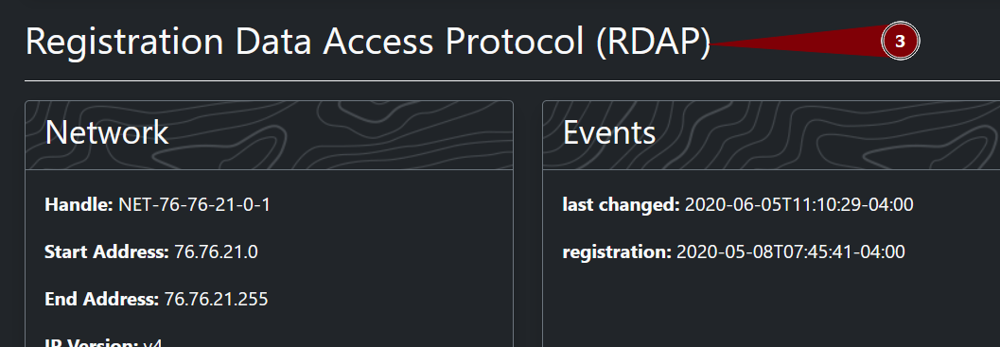 Registration Data Access Protocol (RDAP)
3
Network
Handle: NET-76-76-21-0-1
Start Address: 76.76.21.0
End Address: 76.76.21.255
IP Version: v4
Events
last changed: 2020-06-05T11:10:29-04:00
registration: 2020-05-08T07:45:41-04:00